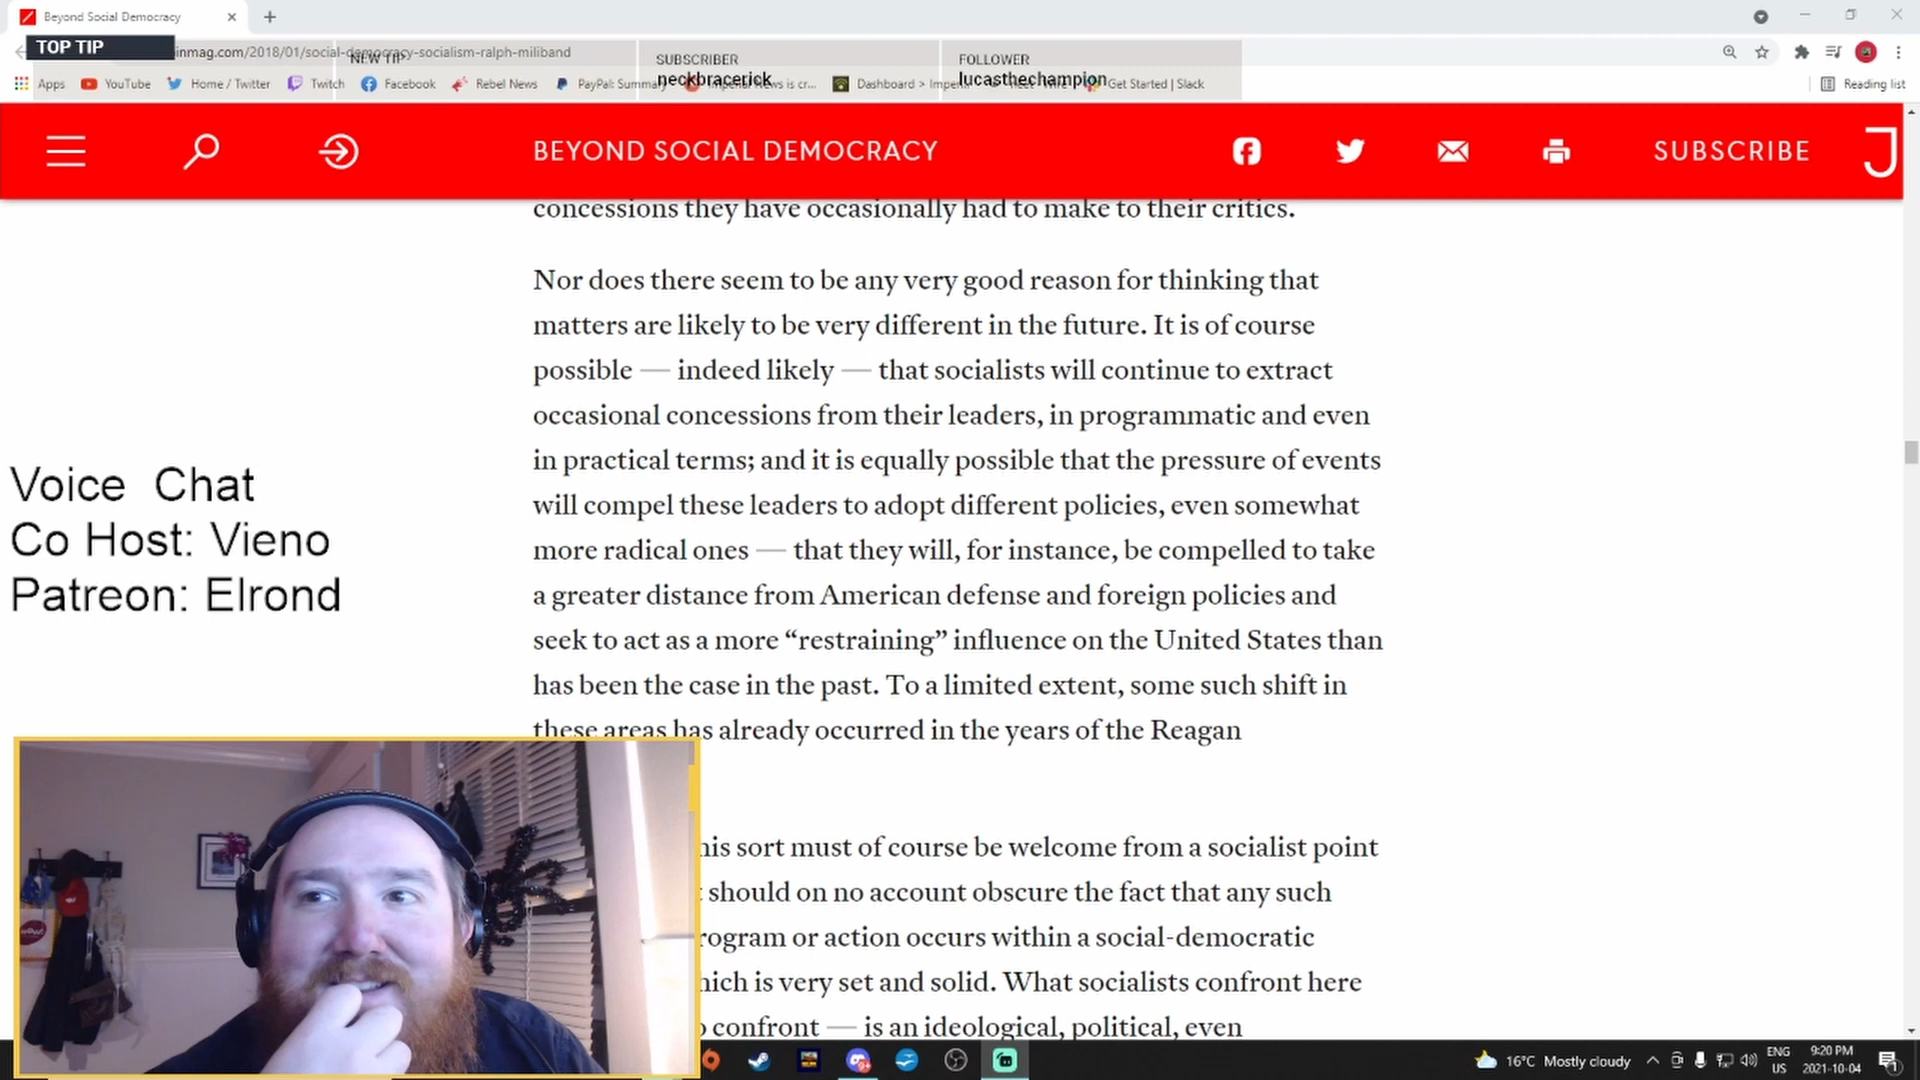 Beyond Social Democracy
TOP TIP
inmag.com/2018/01/social-democracy-socialism-ralph-miliband
NEW TIP
SUBSCRIBER
neckbracerick
FOLLOWER
lucasthechampion
Apps YouTube Home / Twitter Twitch Facebook Rebel News PayPal: Summary Imperial News is cr... Dashboard > Imperi... Get Started | Slack Reading list
BEYOND SOCIAL DEMOCRACY SUBSCRIBE J
concessions they have occasionally had to make to their critics.
Nor does there seem to be any very good reason for thinking that
matters are likely to be very different in the future. It is of course
possible — indeed likely — that socialists will continue to extract
occasional concessions from their leaders, in programmatic and even
in practical terms; and it is equally possible that the pressure of events
will compel these leaders to adopt different policies, even somewhat
more radical ones — that they will, for instance, be compelled to take
a greater distance from American defense and foreign policies and
seek to act as a more “restraining” influence on the United States than
has been the case in the past. To a limited extent, some such shift in
these areas has already occurred in the years of the Reagan
his sort must of course be welcome from a socialist point
should on no account obscure the fact that any such
rogram or action occurs within a social-democratic
hich is very set and solid. What socialists confront here
o confront — is an ideological, political, even
Voice Chat
Co Host: Vieno
Patreon: Elrond
16°C Mostly cloudy
ENG
US
9:20 PM
2021-10-04